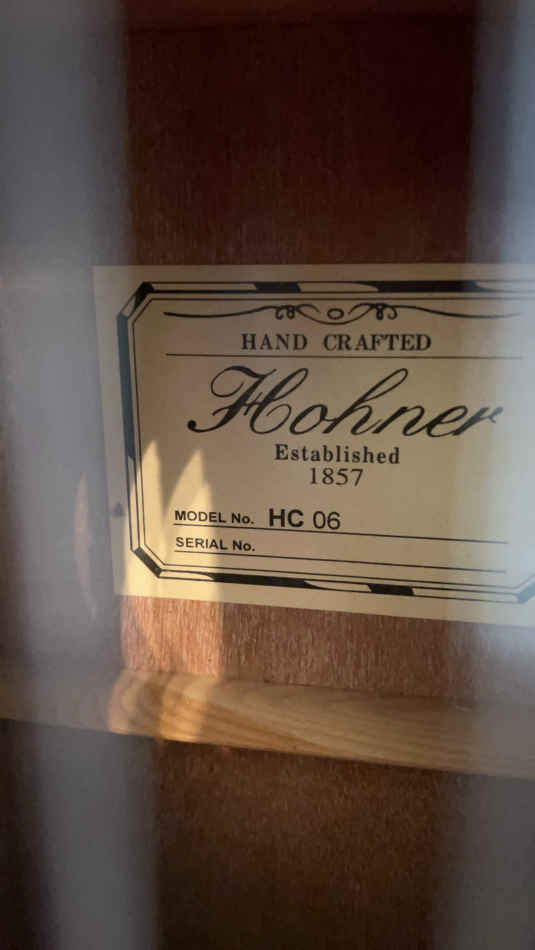 HAND CRAFTED
Hohner
Established
1857
MODEL No. HC 06
SERIAL No.